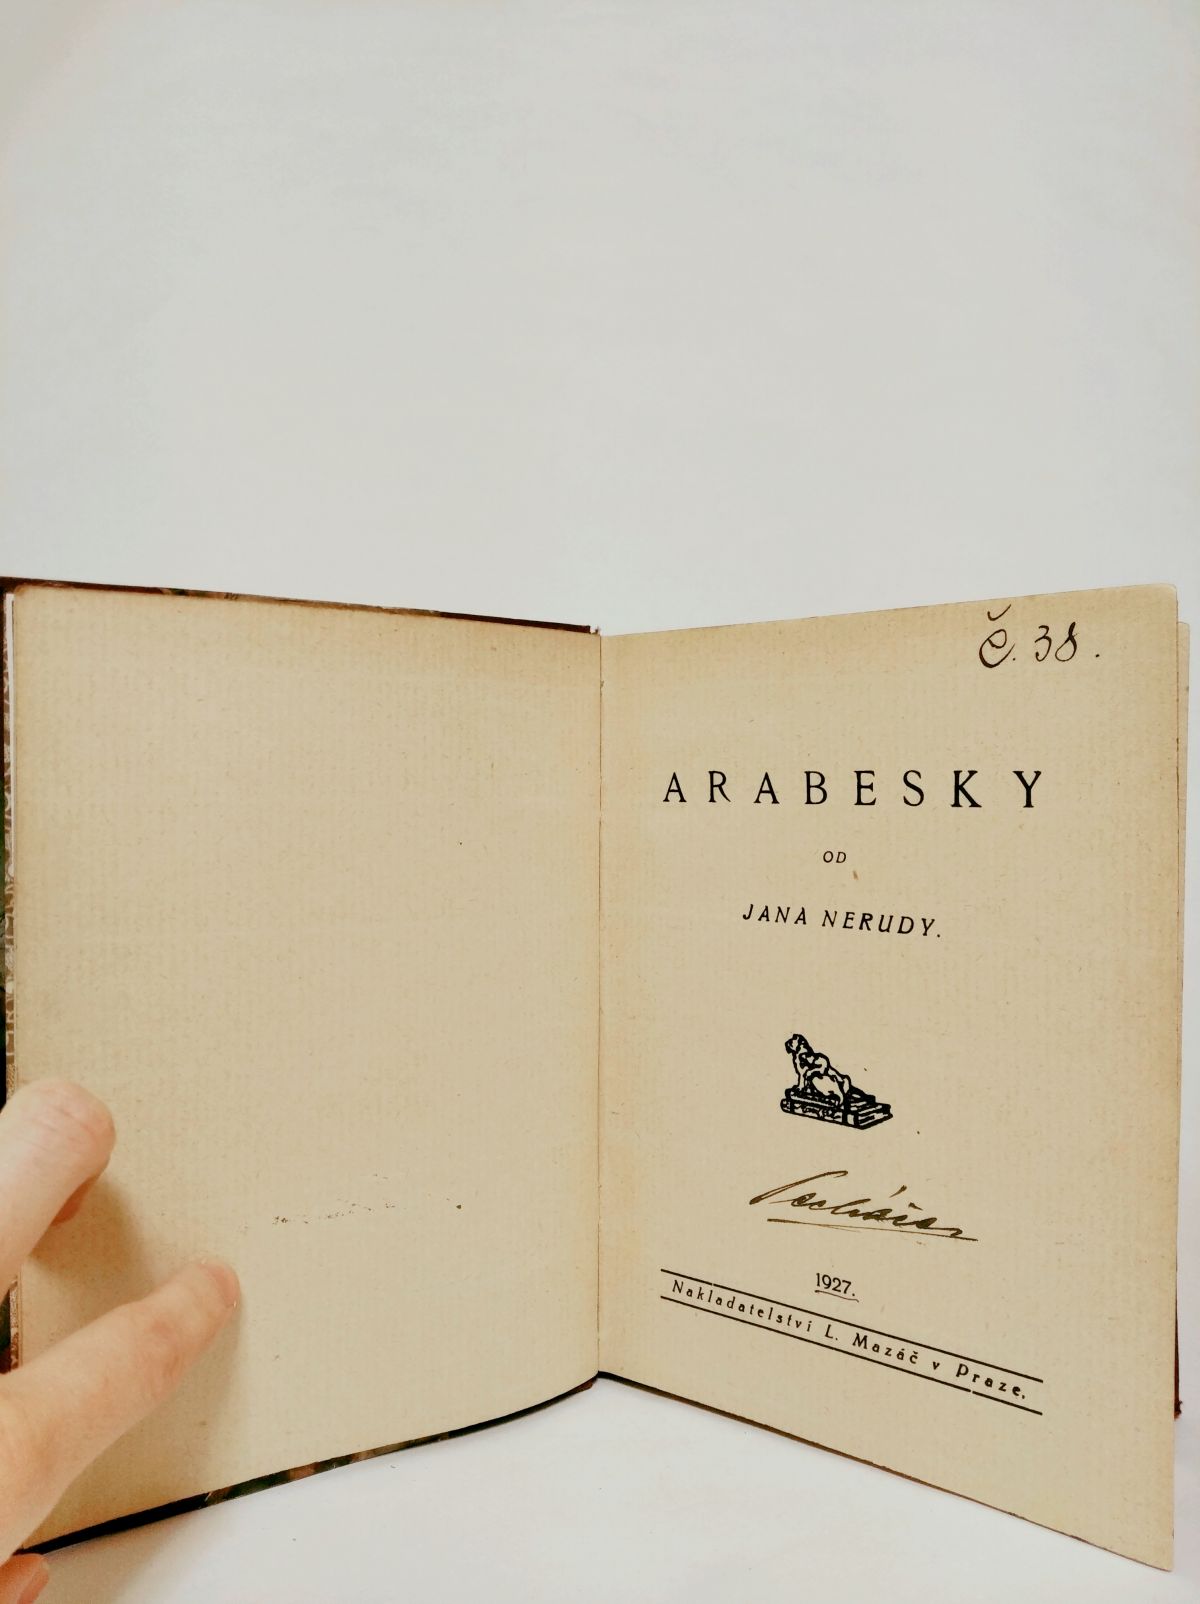 č. 38.
ARABESKY
OD
JANA NERUDY.
1927.
Nakladatelství L. Mazáč v Praze.